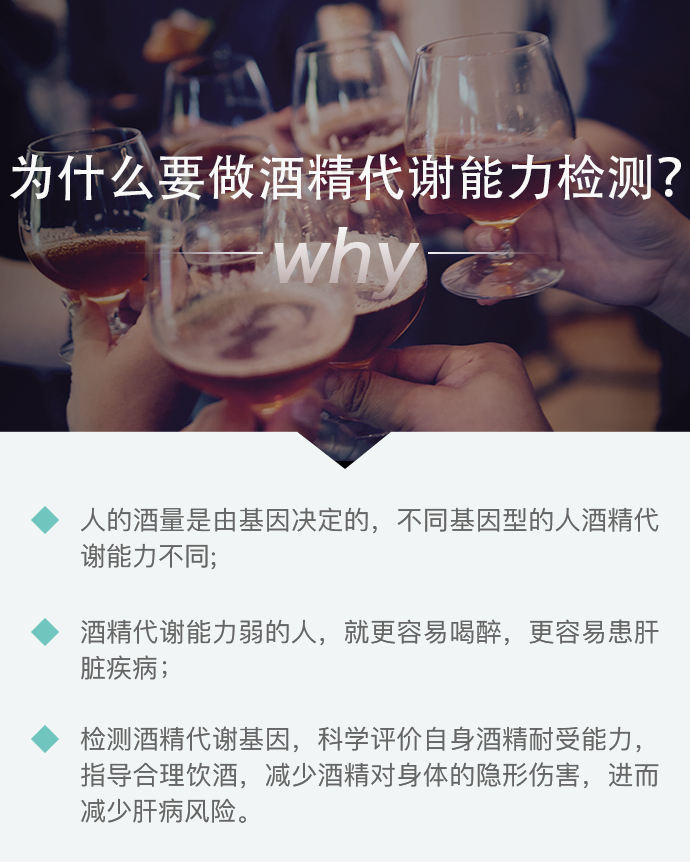 为什么要做酒精代谢能力检测?
why
人的酒量是由基因决定的，不同基因型的人酒精代
谢能力不同;
酒精代谢能力弱的人，就更容易喝醉，更容易患肝
脏疾病；
检测酒精代谢基因，科学评价自身酒精耐受能力，
指导合理饮酒，减少酒精对身体的隐形伤害，进而
减少肝病风险。